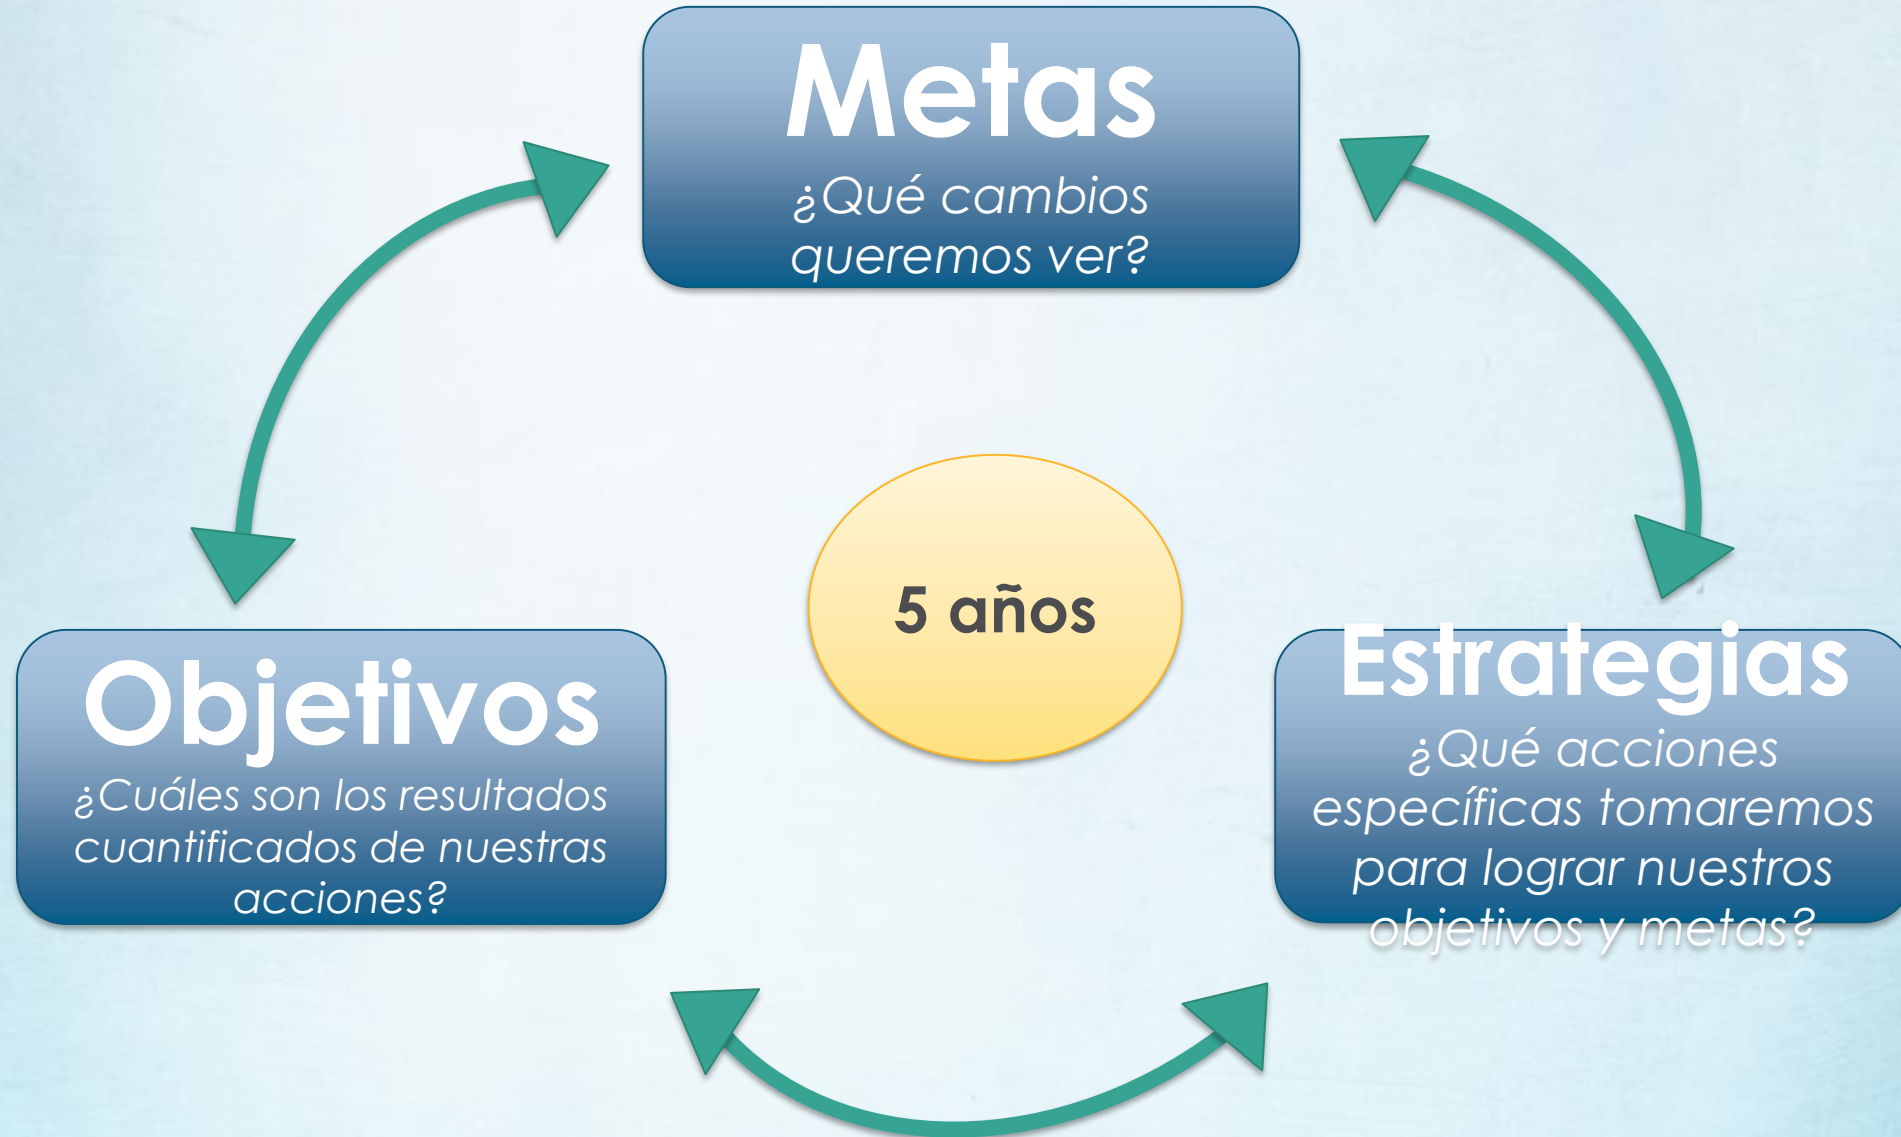 Metas
¿Qué cambios
queremos ver?
5 años
Objetivos
¿Cuáles son los resultados
cuantificados de nuestras
acciones?
Estrategias
¿Qué acciones
específicas tomaremos
para lograr nuestros
objetivos y metas?